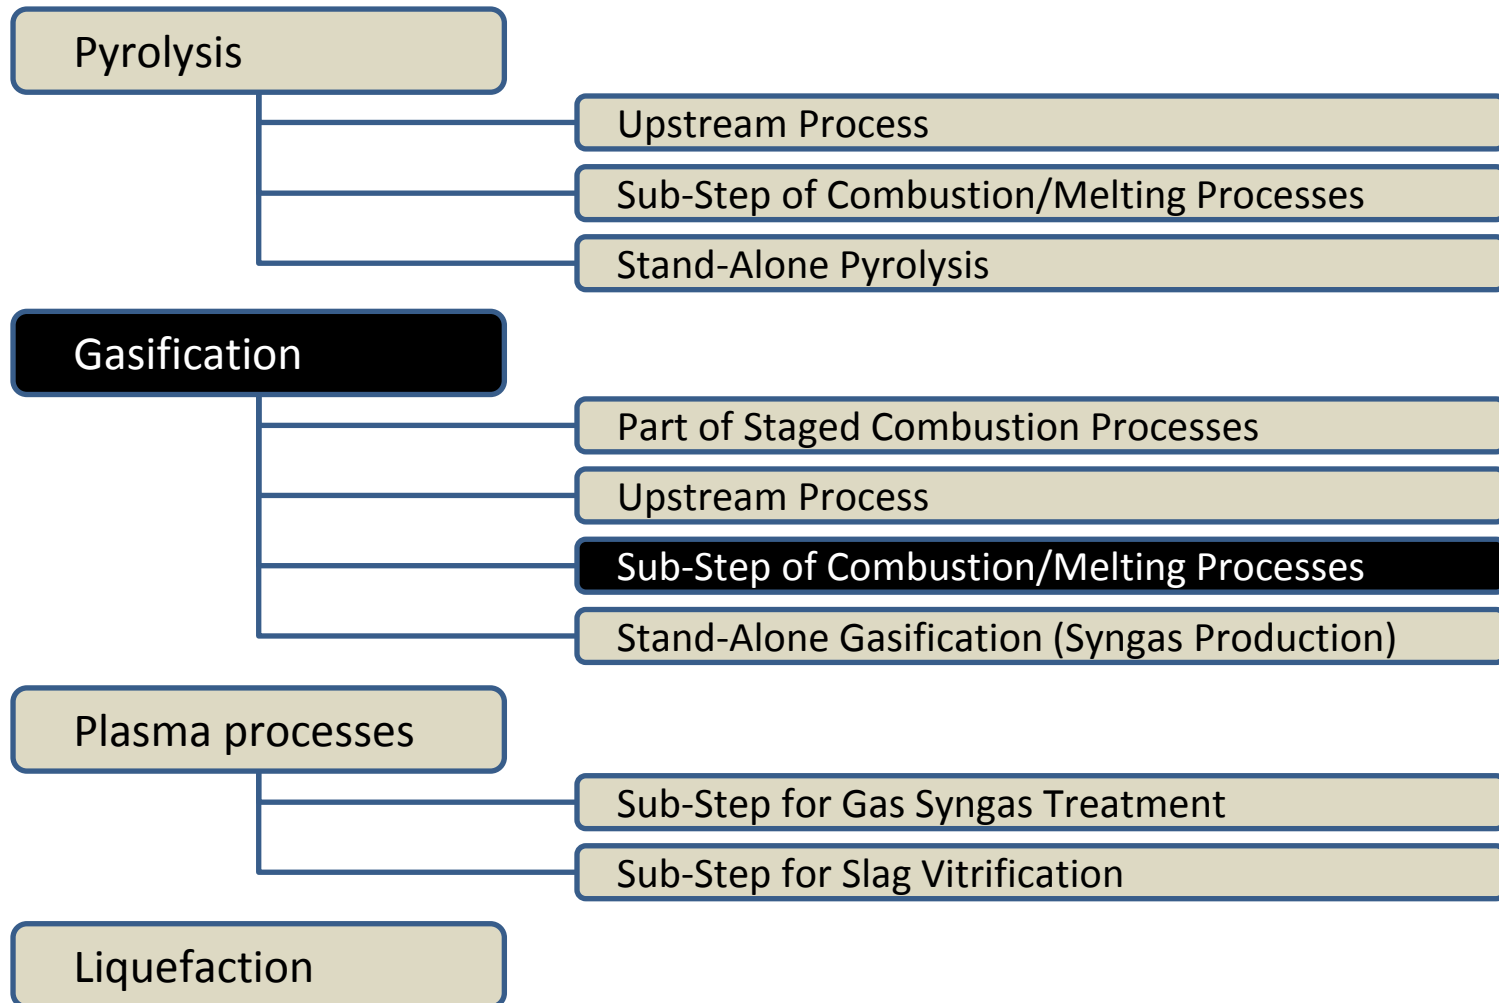 Pyrolysis
Upstream Process
Sub-Step of Combustion/Melting Processes
Stand-Alone Pyrolysis
Gasification
Part of Staged Combustion Processes
Upstream Process
Sub-Step of Combustion/Melting Processes
Stand-Alone Gasification (Syngas Production)
Plasma processes
Sub-Step for Gas Syngas Treatment
Sub-Step for Slag Vitrification
Liquefaction